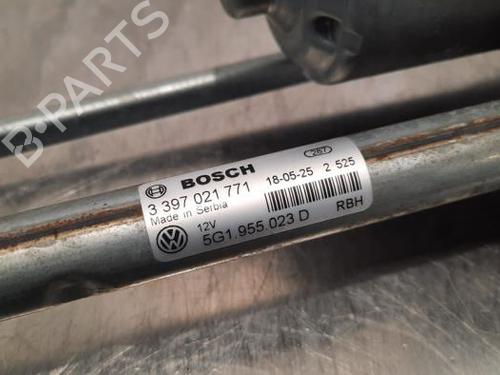 B-PARTS
BOSCH
267
3 397 021 771
18-05-25 2 525
Made in Serbia
12V
5G1.955.023 D
RBH